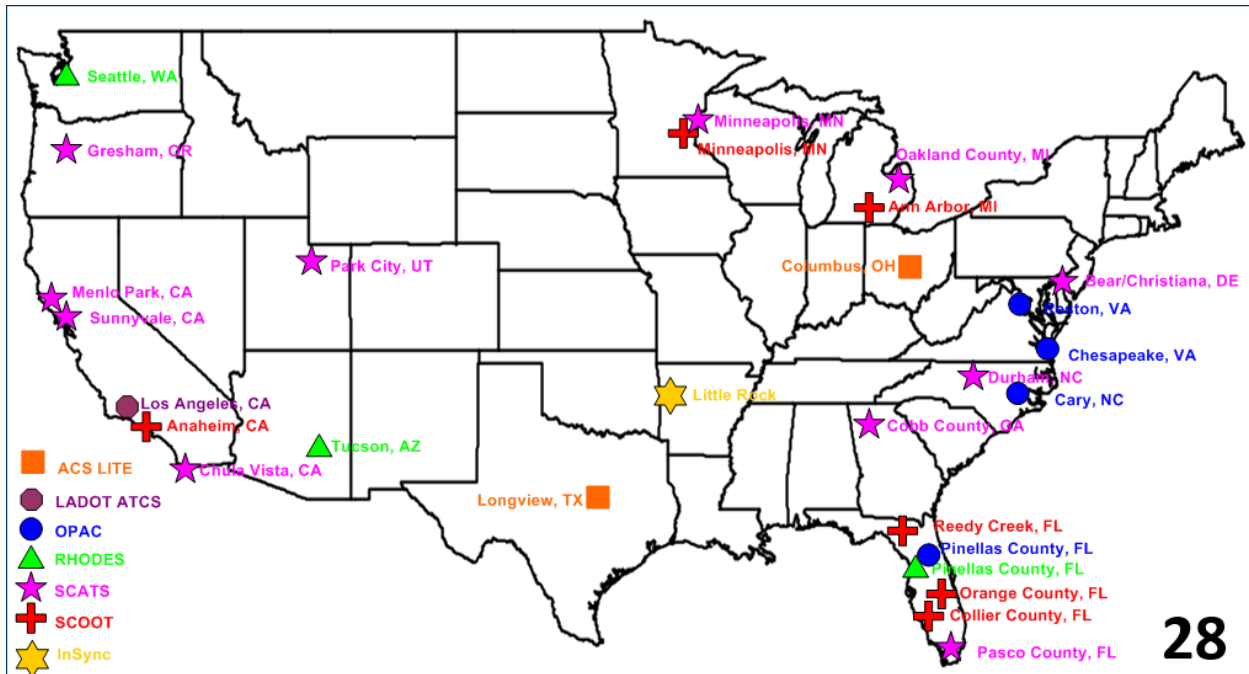 Seattle, WA
Gresham, OR
Minneapolis, MN
Minneapolis, MN
Oakland County, MI
Ann Arbor, MI
Park City, UT
Columbus, OH
Bear/Christiana, DE
Menlo Park, CA
Sunnyvale, CA
Reston, VA
Chesapeake, VA
Durham, NC
Cary, NC
Little Rock
Los Angeles, CA
Anaheim, CA
Cobb County, GA
Tucson, AZ
Chula Vista, CA
Longview, TX
Reedy Creek, FL
Pinellas County, FL
Pinellas County, FL
Orange County, FL
Collier County, FL
Pasco County, FL
ACS LITE
LADOT ATCS
OPAC
RHODES
SCATS
SCOOT
InSync
28